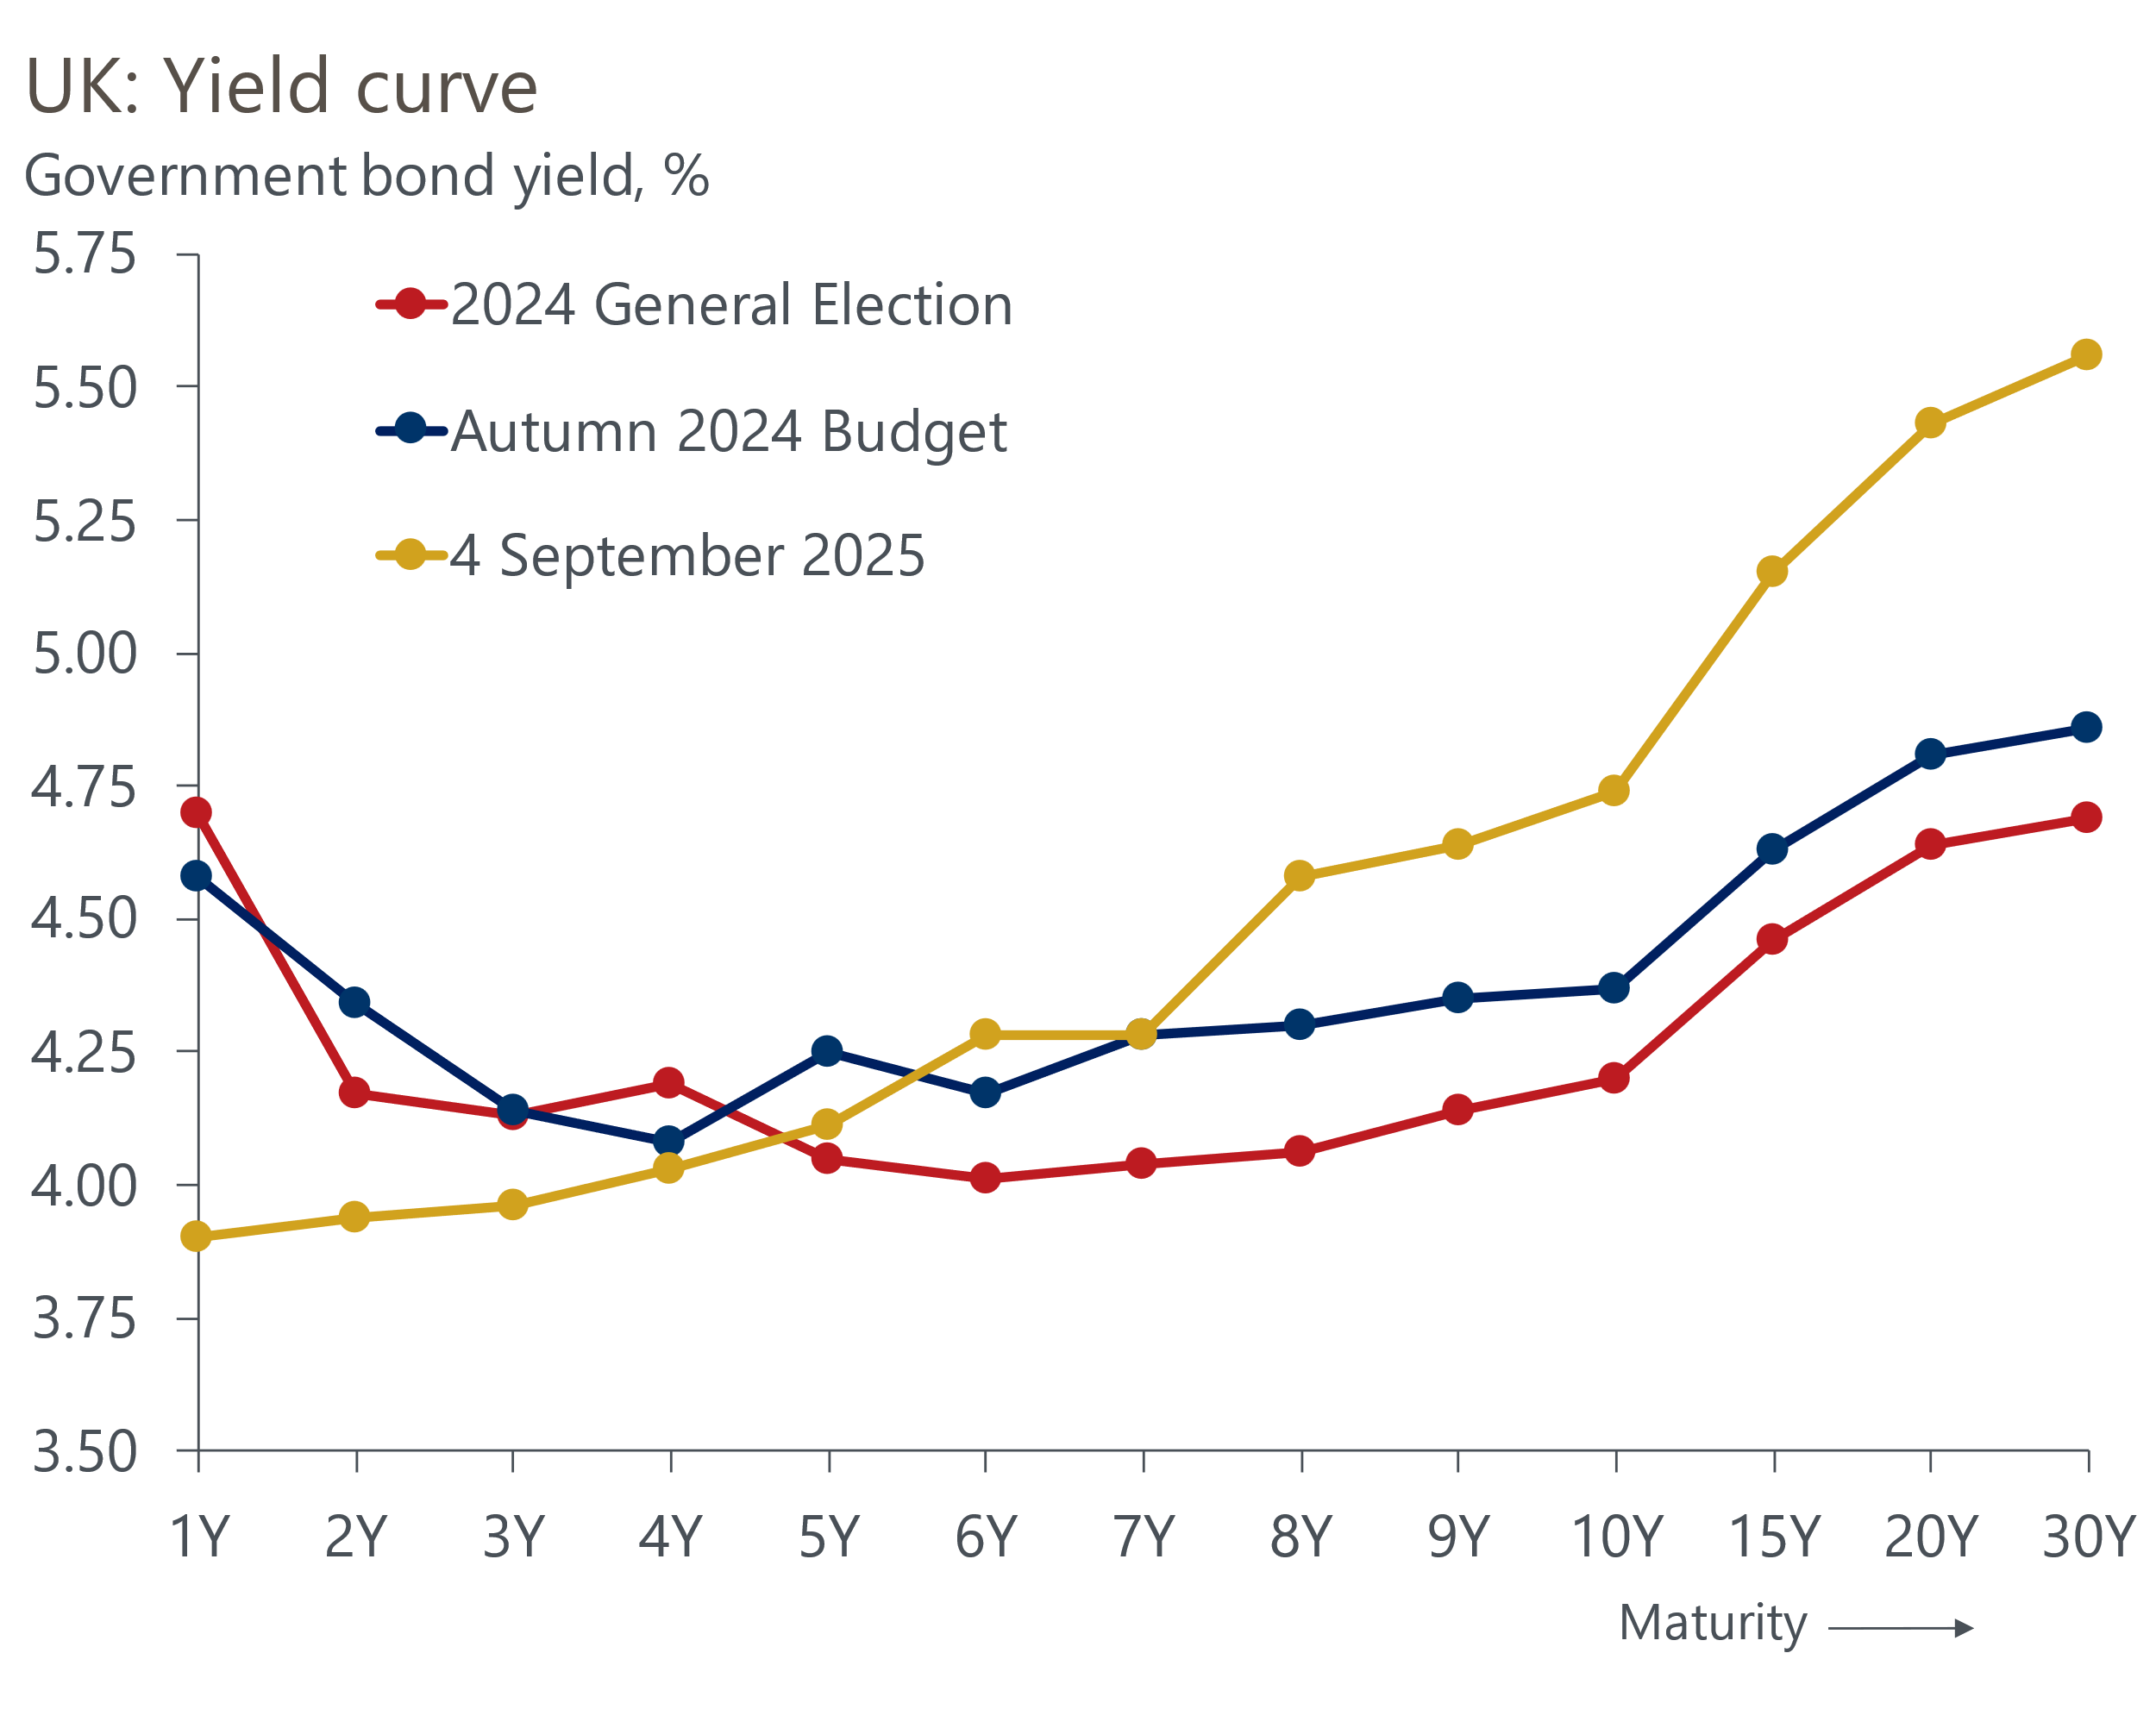 UK: Yield curve
Government bond yield, %
5.75
2024 General Election
5.50
Autumn 2024 Budget
5.25
4 September 2025
5.00
4.75
4.50
4.25
4.00
3.75
3.50
1Y 2Y 3Y 4Y 5Y 6Y 7Y 8Y 9Y 10Y 15Y 20Y 30Y
Maturity